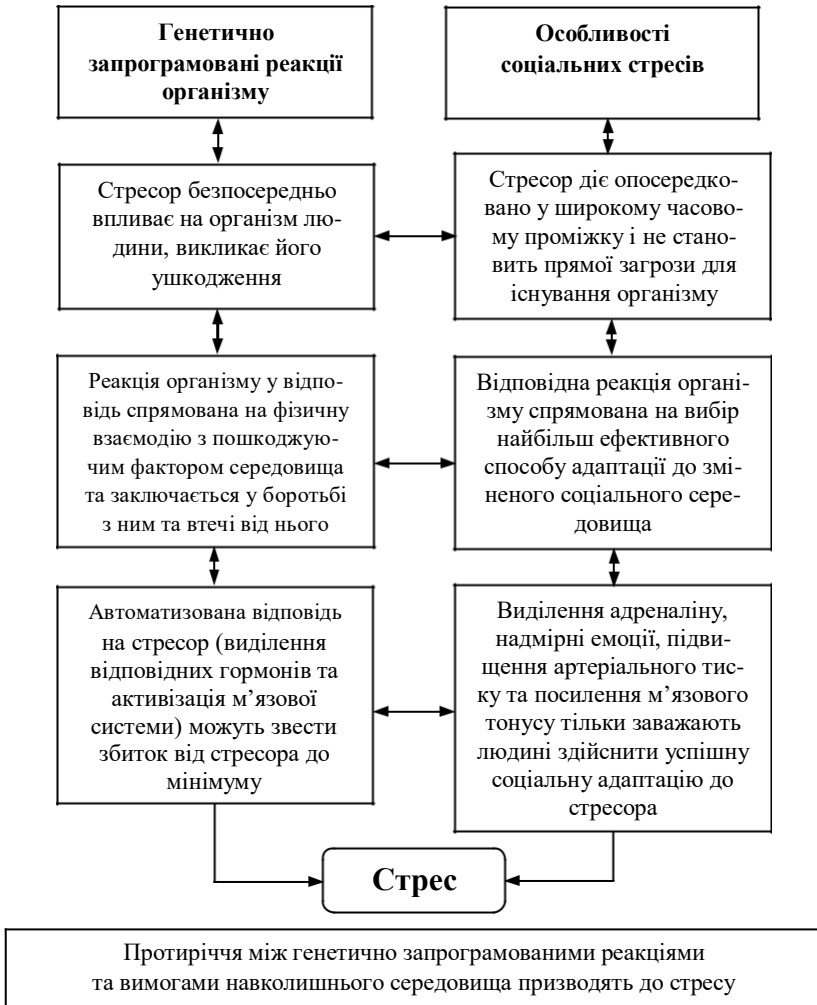 Генетично
запрограмовані реакції
організму
Особливості
соціальних стресів
Стресор безпосередньо
впливає на організм лю-
дини, викликає його
ушкодження
Стресор діє опосередко-
вано у широкому часово-
му проміжку і не стано-
вить прямої загрози для
існування організму
Реакція організму у відпо-
відь спрямована на фізичну
взаємодію з пошкоджую-
чим фактором середовища
та заключається у боротьбі
з ним та втечі від нього
Відповідна реакція органі-
зму спрямована на вибір
найбільш ефективного
способу адаптації до змі-
неного соціального сере-
довища
Автоматизована відповідь
на стресор (виділення
відповідних гормонів та
активізація м’язової
системи) можуть звести
збиток від стресора до
мінімуму
Виділення адреналіну,
надмірні емоції, підви-
щення артеріального тис-
ку та посилення м’язового
тонусу тільки заважають
людині здійснити успішну
соціальну адаптацію до
стресора
Стрес
Протиріччя між генетично запрограмованими реакціями
та вимогами навколишнього середовища призводять до стресу